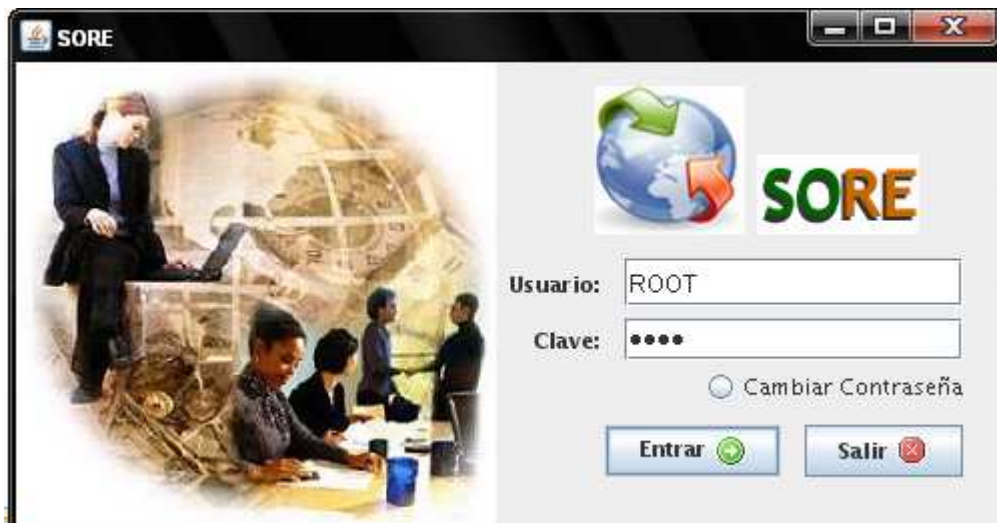 SORE
SORE
Usuario: ROOT
Clave: ••••
Cambiar Contraseña
Entrar
Salir